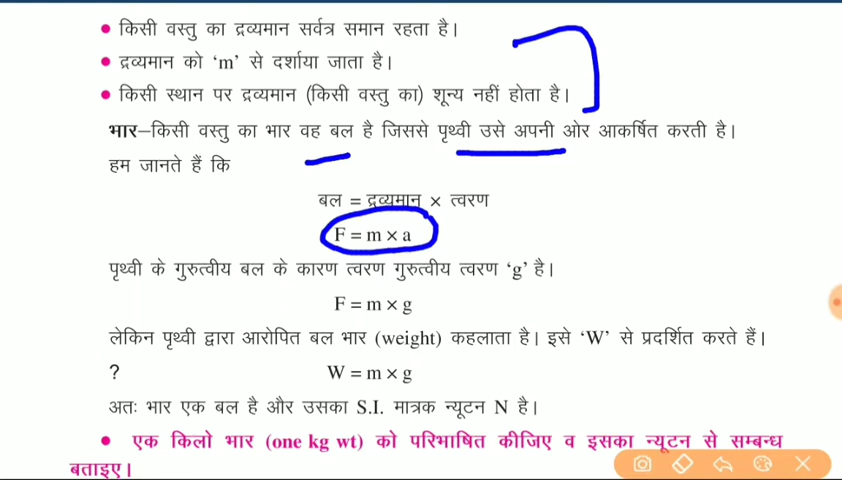 • किसी वस्तु का द्रव्यमान सर्वत्र समान रहता है।
• द्रव्यमान को ‘m’ से दर्शाया जाता है।
• किसी स्थान पर द्रव्यमान (किसी वस्तु का) शून्य नहीं होता है।
भार–किसी वस्तु का भार वह बल है जिससे पृथ्वी उसे अपनी ओर आकर्षित करती है।
हम जानते हैं कि
बल = द्रव्यमान × त्वरण
F = m × a
पृथ्वी के गुरुत्वीय बल के कारण त्वरण गुरुत्वीय त्वरण ‘g’ है।
F = m × g
लेकिन पृथ्वी द्वारा आरोपित बल भार (weight) कहलाता है। इसे ‘W’ से प्रदर्शित करते हैं।
? W = m × g
अतः भार एक बल है और उसका S.I. मात्रक न्यूटन N है।
• एक किलो भार (one kg wt) को परिभाषित कीजिए व इसका न्यूटन से सम्बन्ध
बताइए।